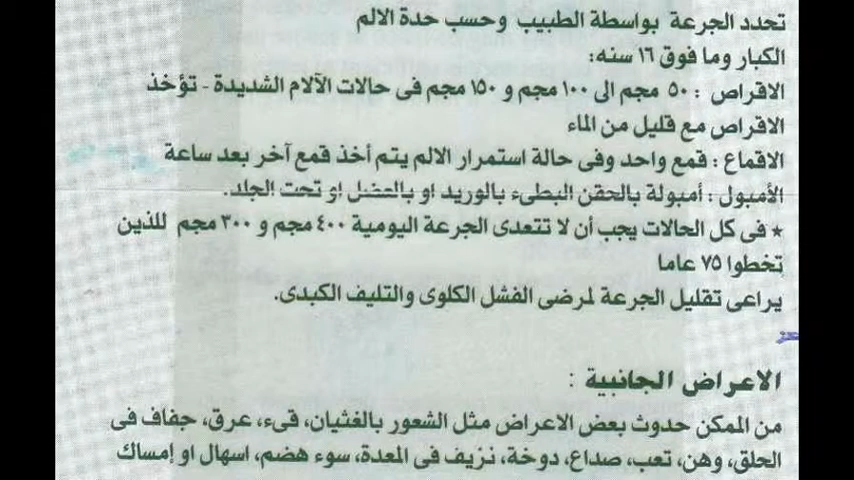 تحدد الجرعة بواسطة الطبيب وحسب حدة الالم
الكبار وما فوق ١٦ سنه:
الاقراص : ٥٠ مجم الى ١٠٠ مجم و ١٥٠ مجم فى حالات الآلام الشديدة - تؤخذ
الاقراص مع قليل من الماء
الاقماع : قمع واحد وفى حالة استمرار الالم يتم أخذ قمع آخر بعد ساعة
الأمبول : أمبولة بالحقن البطىء بالوريد او بالعضل او تحت الجلد.
* فى كل الحالات يجب أن لا تتعدى الجرعة اليومية ٤٠٠ مجم و ٣٠٠ مجم للذين
تخطوا ٧٥ عاما
يراعى تقليل الجرعة لمرضى الفشل الكلوى والتليف الكبدى.
الاعراض الجانبية :
من الممكن حدوث بعض الاعراض مثل الشعور بالغثيان، قىء، عرق، جفاف فى
الحلق، وهن، تعب، صداع، دوخة، نزيف فى المعدة، سوء هضم، اسهال او إمساك